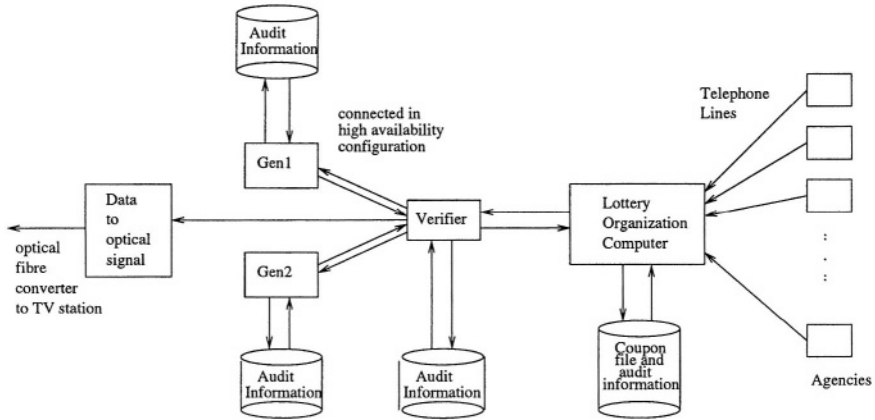 Audit
Information
connected in
high availability
configuration
Telephone
Lines
Gen1
Data
to
optical
signal
Verifier
Lottery
Organization
Computer
optical
fibre
converter
to TV station
Gen2
:
:
Audit
Information
Audit
Information
Coupon
file and
audit
information
Agencies